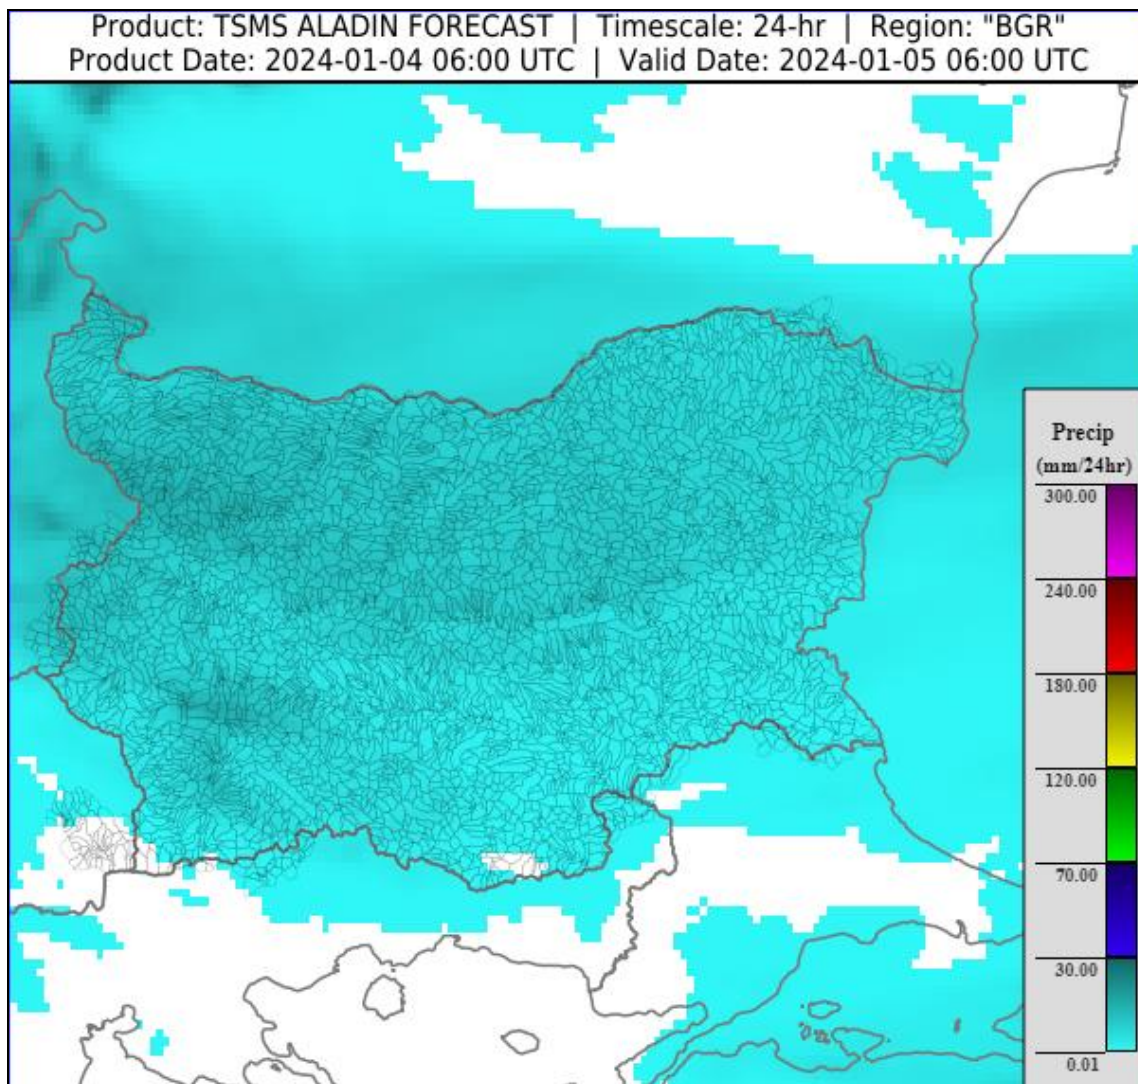 Product: TSMS ALADIN FORECAST | Timescale: 24-hr | Region: "BGR"
Product Date: 2024-01-04 06:00 UTC | Valid Date: 2024-01-05 06:00 UTC
Precip
(mm/24hr)
300.00
240.00
180.00
120.00
70.00
30.00
0.01